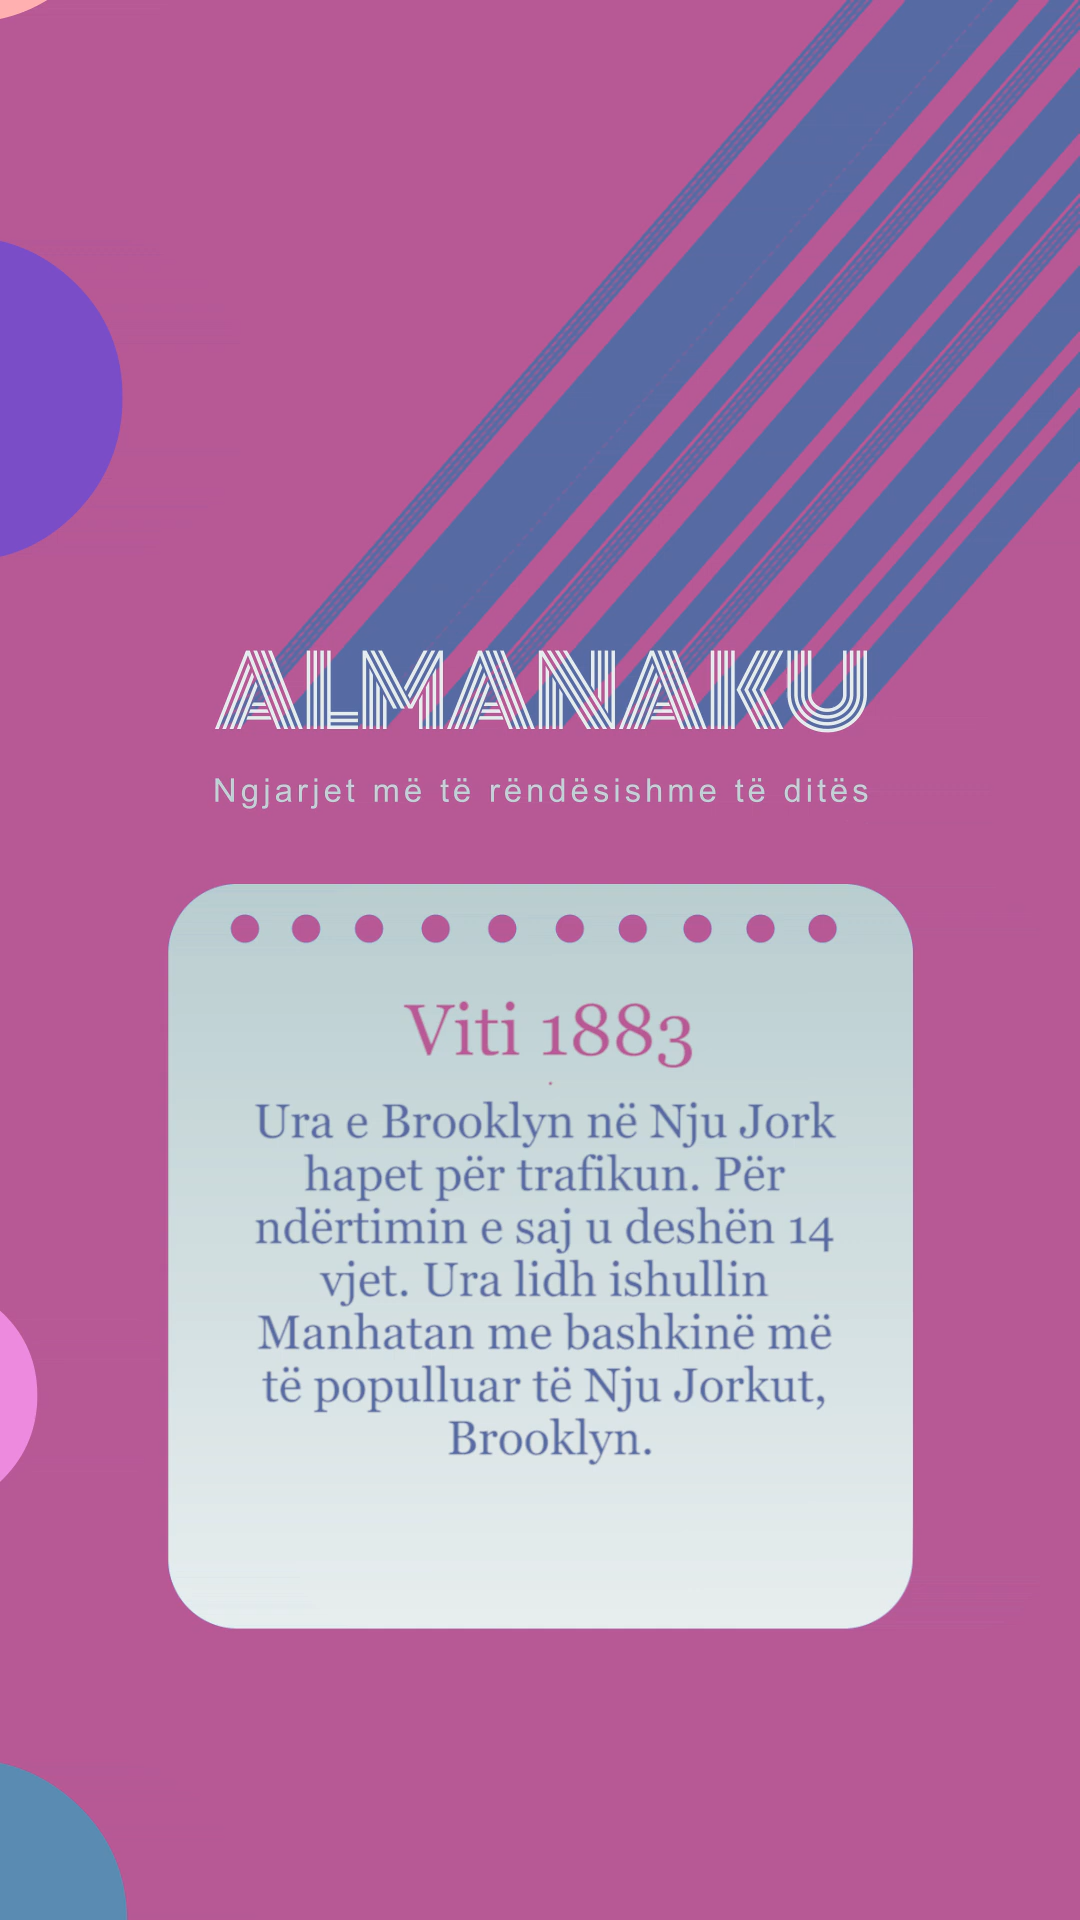 ALMANAKU
Ngjarjet më të rëndësishme të ditës
Viti 1883
Ura e Brooklyn në Nju Jork
hapet për trafikun. Për
ndërtimin e saj u deshën 14
vjet. Ura lidh ishullin
Manhatan me bashkinë më
të populluar të Nju Jorkut,
Brooklyn.